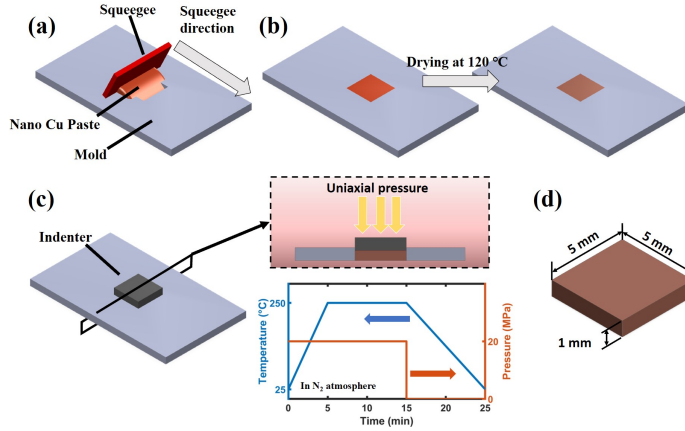 (a)
Squeegee
Squeegee
direction
Nano Cu Paste
Mold
(b)
Drying at 120 ℃
(c)
Indenter
Uniaxial pressure
Temperature (°C)
250
25
In N₂ atmosphere
0
5
10
15
20
25
Time (min)
20
0
Pressure (MPa)
(d)
5 mm
5 mm
1 mm